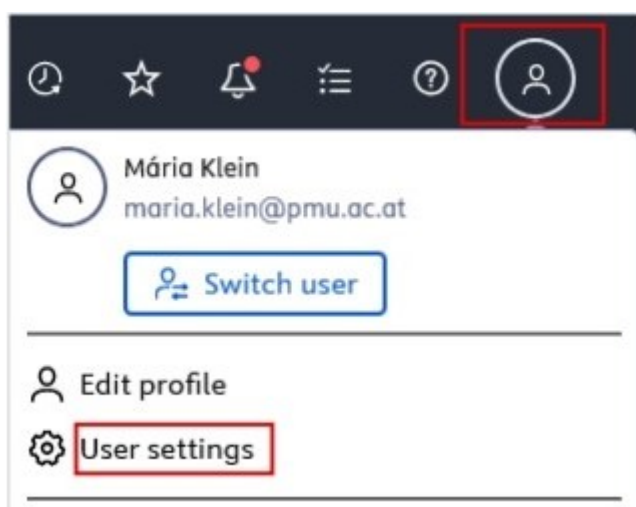 Mária Klein
maria.klein@pmu.ac.at
Switch user
Edit profile
User settings